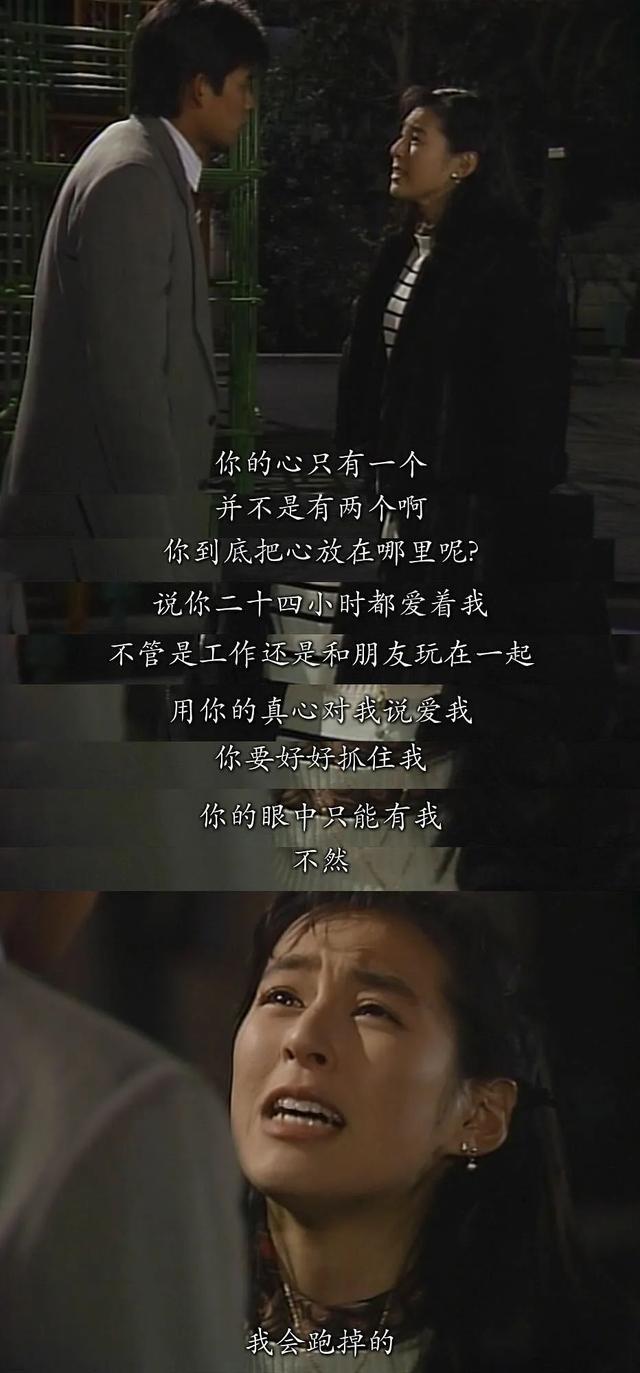 你的心只有一个
并不是有两个啊
你到底把心放在哪里呢?
说你二十四小时都爱着我
不管是工作还是和朋友玩在一起
用你的真心对我说爱我
你要好好抓住我
你的眼中只能有我
不然
我会跑掉的